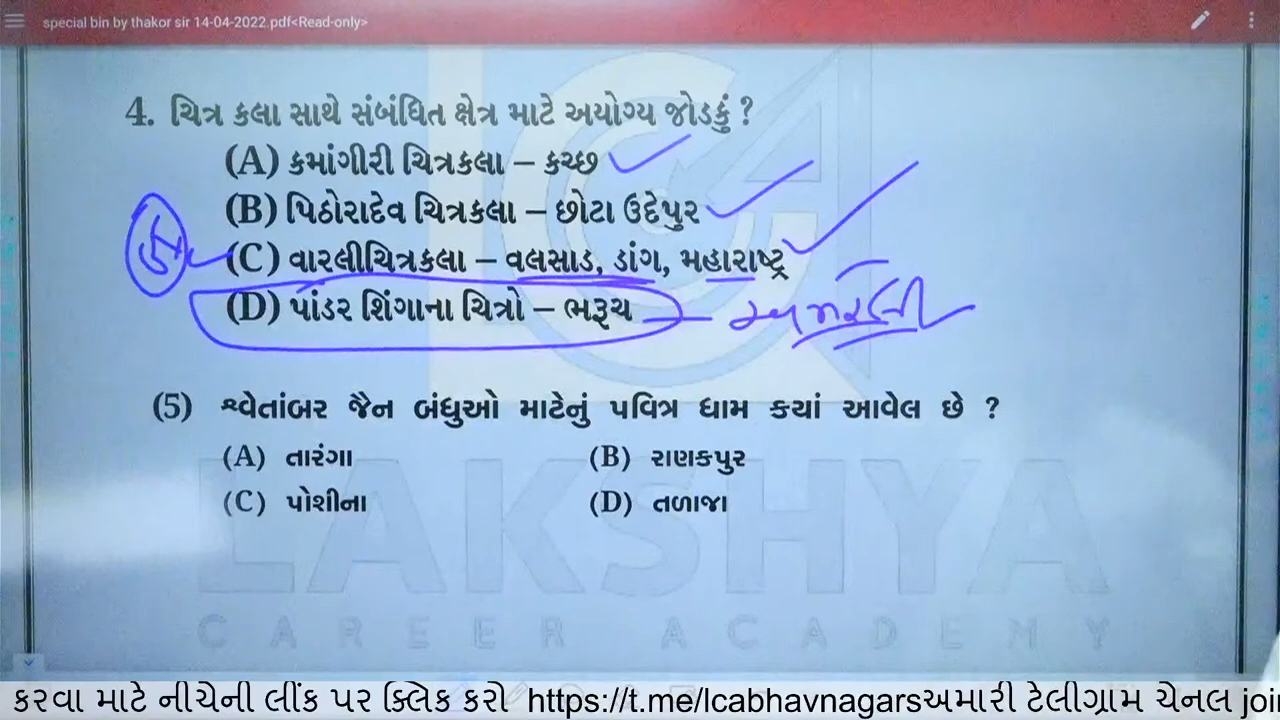 special bin by thakor sir 14-04-2022.pdf<Read-only>
4. ચિત્ર કલા સાથે સંબંધિત ક્ષેત્ર માટે અયોગ્ય જોડકું ?
(A) કમાંગીરી ચિત્રકલા – કચ્છ
(B) પિઠોરાદેવ ચિત્રકલા – છોટા ઉદેપુર
(C) વારલીચિત્રકલા – વલસાડ, ડાંગ, મહારાષ્ટ્ર
(D) પાંડર શિંગાના ચિત્રો – ભરૂચ – અમરેલી
(5) શ્વેતાંબર જૈન બંધુઓ માટેનું પવિત્ર ધામ કયાં આવેલ છે ?
(A) તારંગા (B) રાણકપુર
(C) પોશીના (D) તળાજા
LAKSHYA
CAREER ACADEMY
કરવા માટે નીચેની લીંક પર ક્લિક કરો https://t.me/lcabhavnagarsઅમારી ટેલીગ્રામ ચેનલ joi